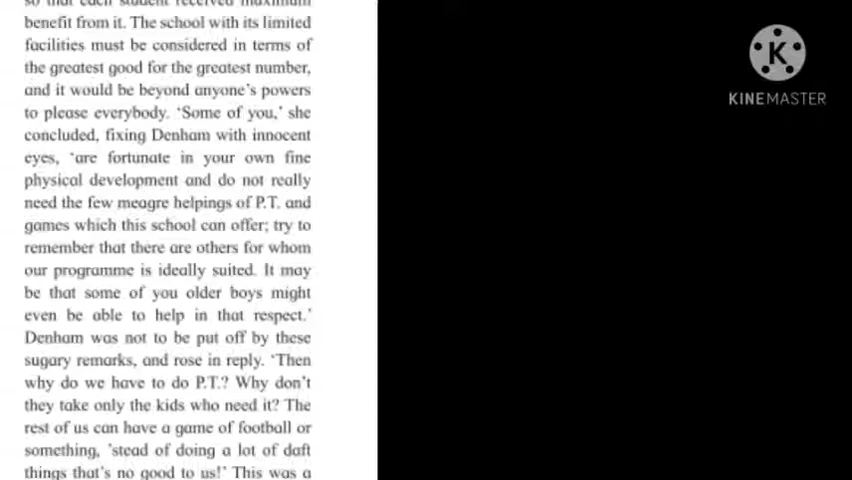 so that each student received maximum
benefit from it. The school with its limited
facilities must be considered in terms of
the greatest good for the greatest number,
and it would be beyond anyone's powers
to please everybody. 'Some of you,' she
concluded, fixing Denham with innocent
eyes, 'are fortunate in your own fine
physical development and do not really
need the few meagre helpings of P.T. and
games which this school can offer; try to
remember that there are others for whom
our programme is ideally suited. It may
be that some of you older boys might
even be able to help in that respect.'
Denham was not to be put off by these
sugary remarks, and rose in reply. 'Then
why do we have to do P.T.? Why don't
they take only the kids who need it? The
rest of us can have a game of football or
something, 'stead of doing a lot of daft
things that's no good to us!' This was a
K
KINEMASTER